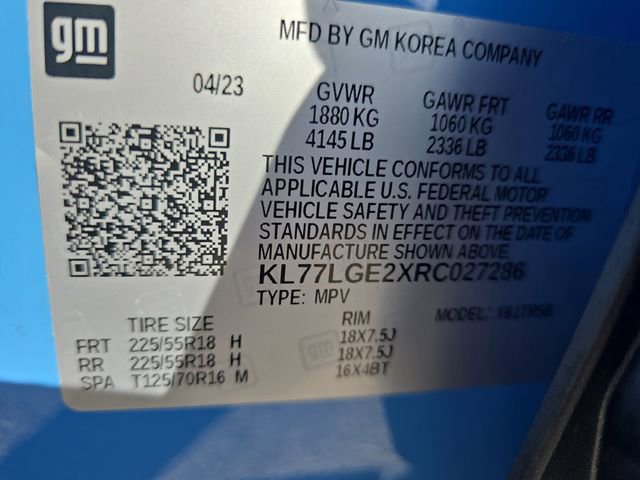 gm
MFD BY GM KOREA COMPANY
04/23
GVWR GAWR FRT GAWR RR
1880 KG 1060 KG 1060 KG
4145 LB 2336 LB 2336 LB
THIS VEHICLE CONFORMS TO ALL
APPLICABLE U.S. FEDERAL MOTOR
VEHICLE SAFETY AND THEFT PREVENTION
STANDARDS IN EFFECT ON THE DATE OF
MANUFACTURE SHOWN ABOVE.
KL77LGE2XRC027286
TYPE: MPV MODEL: X61TR58
TIRE SIZE RIM
FRT 225/55R18 H 18X7.5J
RR 225/55R18 H 18X7.5J
SPA T125/70R16 M 16X4BT